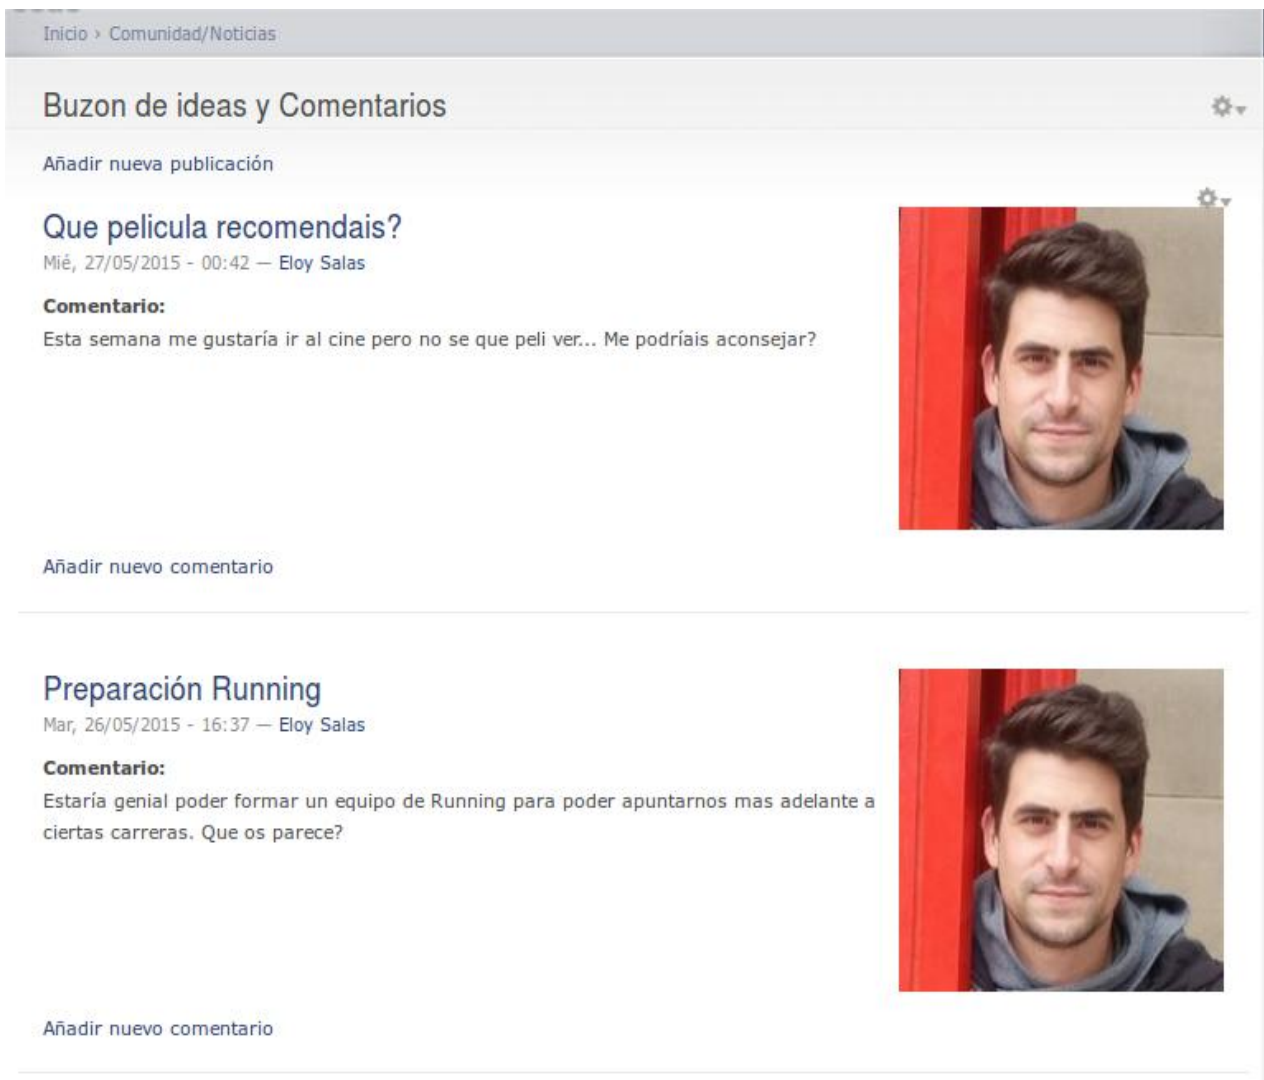 Inicio › Comunidad/Noticias
Buzon de ideas y Comentarios
Añadir nueva publicación
Que pelicula recomendais?
Mié, 27/05/2015 - 00:42 — Eloy Salas
Comentario:
Esta semana me gustaría ir al cine pero no se que peli ver... Me podríais aconsejar?
Añadir nuevo comentario
Preparación Running
Mar, 26/05/2015 - 16:37 — Eloy Salas
Comentario:
Estaría genial poder formar un equipo de Running para poder apuntarnos mas adelante a
ciertas carreras. Que os parece?
Añadir nuevo comentario